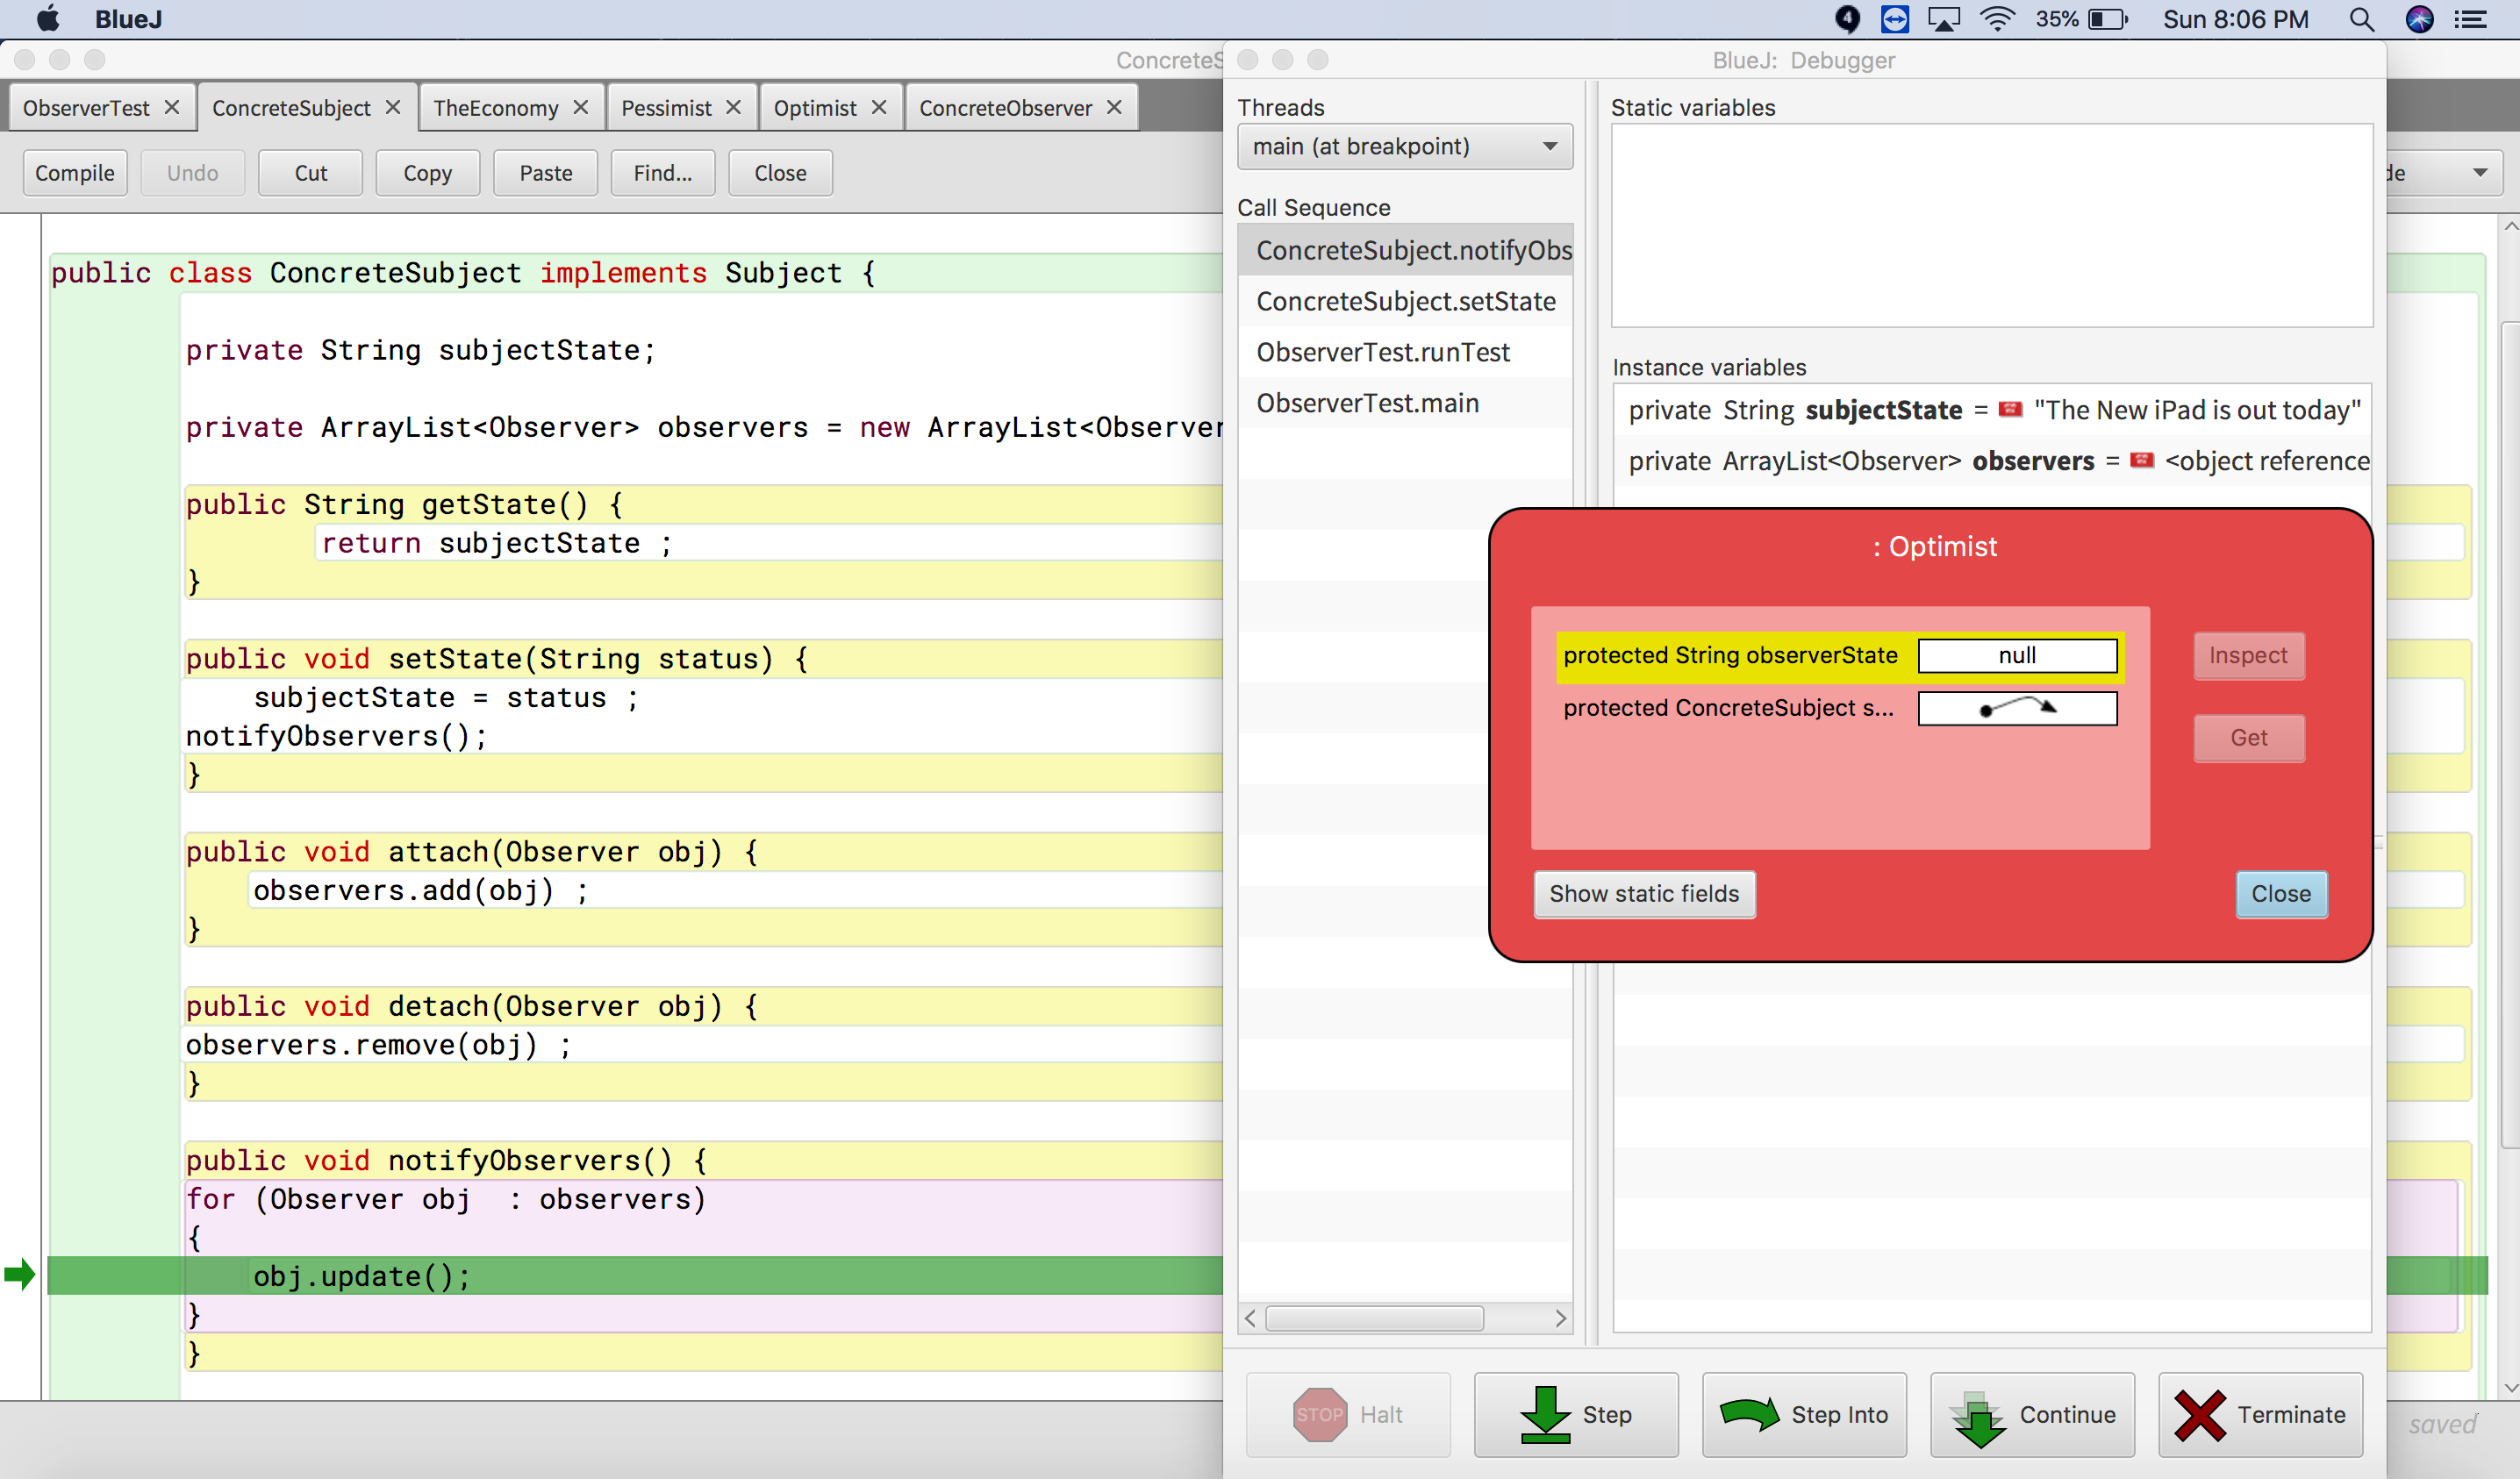 BlueJ
4
35%
Sun 8:06 PM
ConcreteS
ObserverTest
ConcreteSubject
TheEconomy
Pessimist
Optimist
ConcreteObserver
Compile
Undo
Cut
Copy
Paste
Find...
Close
de
public class ConcreteSubject implements Subject {
private String subjectState;
private ArrayList<Observer> observers = new ArrayList<Observer
public String getState() {
return subjectState ;
}
public void setState(String status) {
subjectState = status ;
notifyObservers();
}
public void attach(Observer obj) {
observers.add(obj) ;
}
public void detach(Observer obj) {
observers.remove(obj) ;
}
public void notifyObservers() {
for (Observer obj  : observers)
{
obj.update();
}
}
saved
BlueJ:  Debugger
Threads
main (at breakpoint)
Call Sequence
ConcreteSubject.notifyObs
ConcreteSubject.setState
ObserverTest.runTest
ObserverTest.main
Static variables
Instance variables
private String subjectState = "The New iPad is out today"
private ArrayList<Observer> observers = <object reference
: Optimist
protected String observerState
null
protected ConcreteSubject s...
Inspect
Get
Show static fields
Close
STOP Halt
Step
Step Into
Continue
Terminate